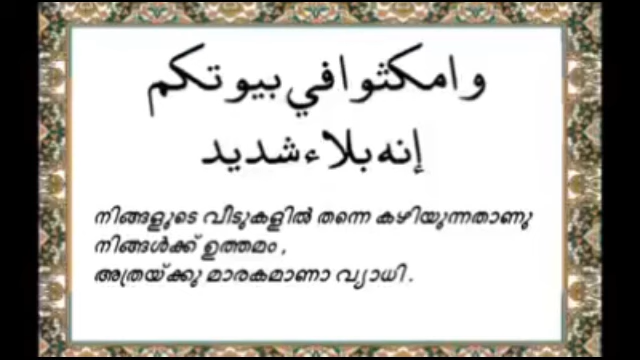 وامكثوا في بيوتكم
إنه بلاء شديد
നിങ്ങളുടെ വീടുകളിൽ തന്നെ കഴിയുന്നതാണു
നിങ്ങൾക്ക് ഉത്തമം ,
അത്രയ്ക്കു മാരകമാണാ വ്യാധി .